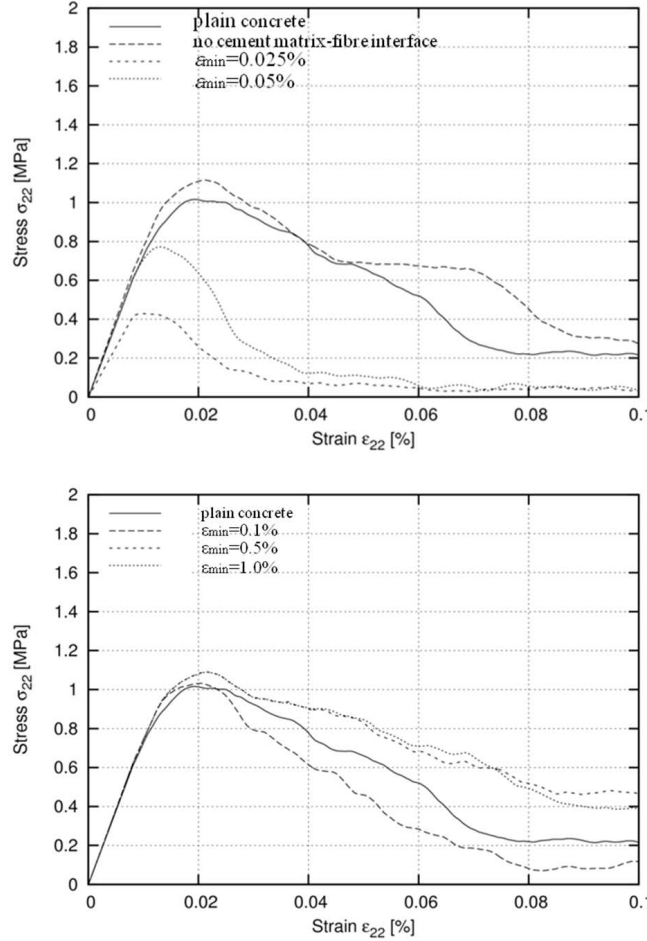 2
plain concrete
1.8
no cement matrix-fibre interface
εmin=0.025%
1.6
εmin=0.05%
1.4
1.2
1
0.8
0.6
0.4
0.2
0
Stress σ22 [MPa]
0 0.02 0.04 0.06 0.08 0.1
Strain ε22 [%]
2
plain concrete
1.8
εmin=0.1%
εmin=0.5%
1.6
εmin=1.0%
1.4
1.2
1
0.8
0.6
0.4
0.2
0
Stress σ22 [MPa]
0 0.02 0.04 0.06 0.08 0.1
Strain ε22 [%]